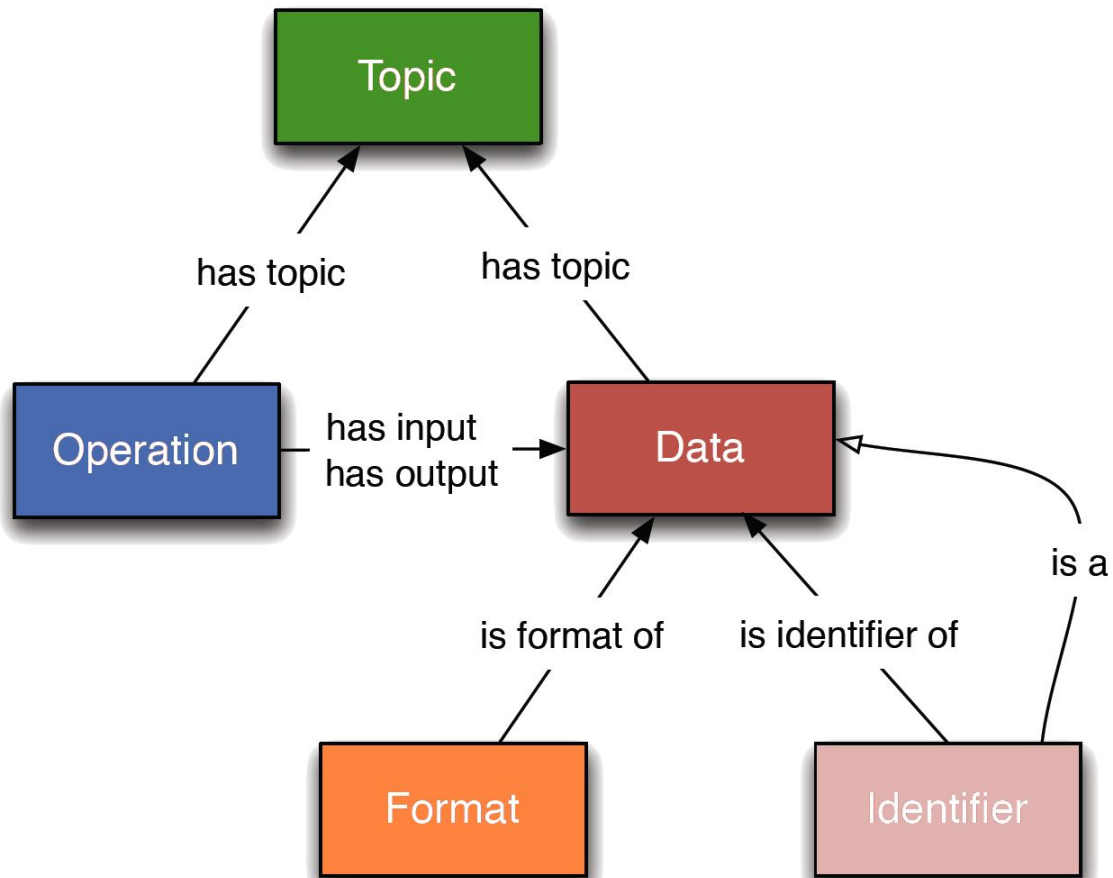 Topic
has topic
has topic
Operation
has input
has output
Data
is a
is format of
is identifier of
Format
Identifier